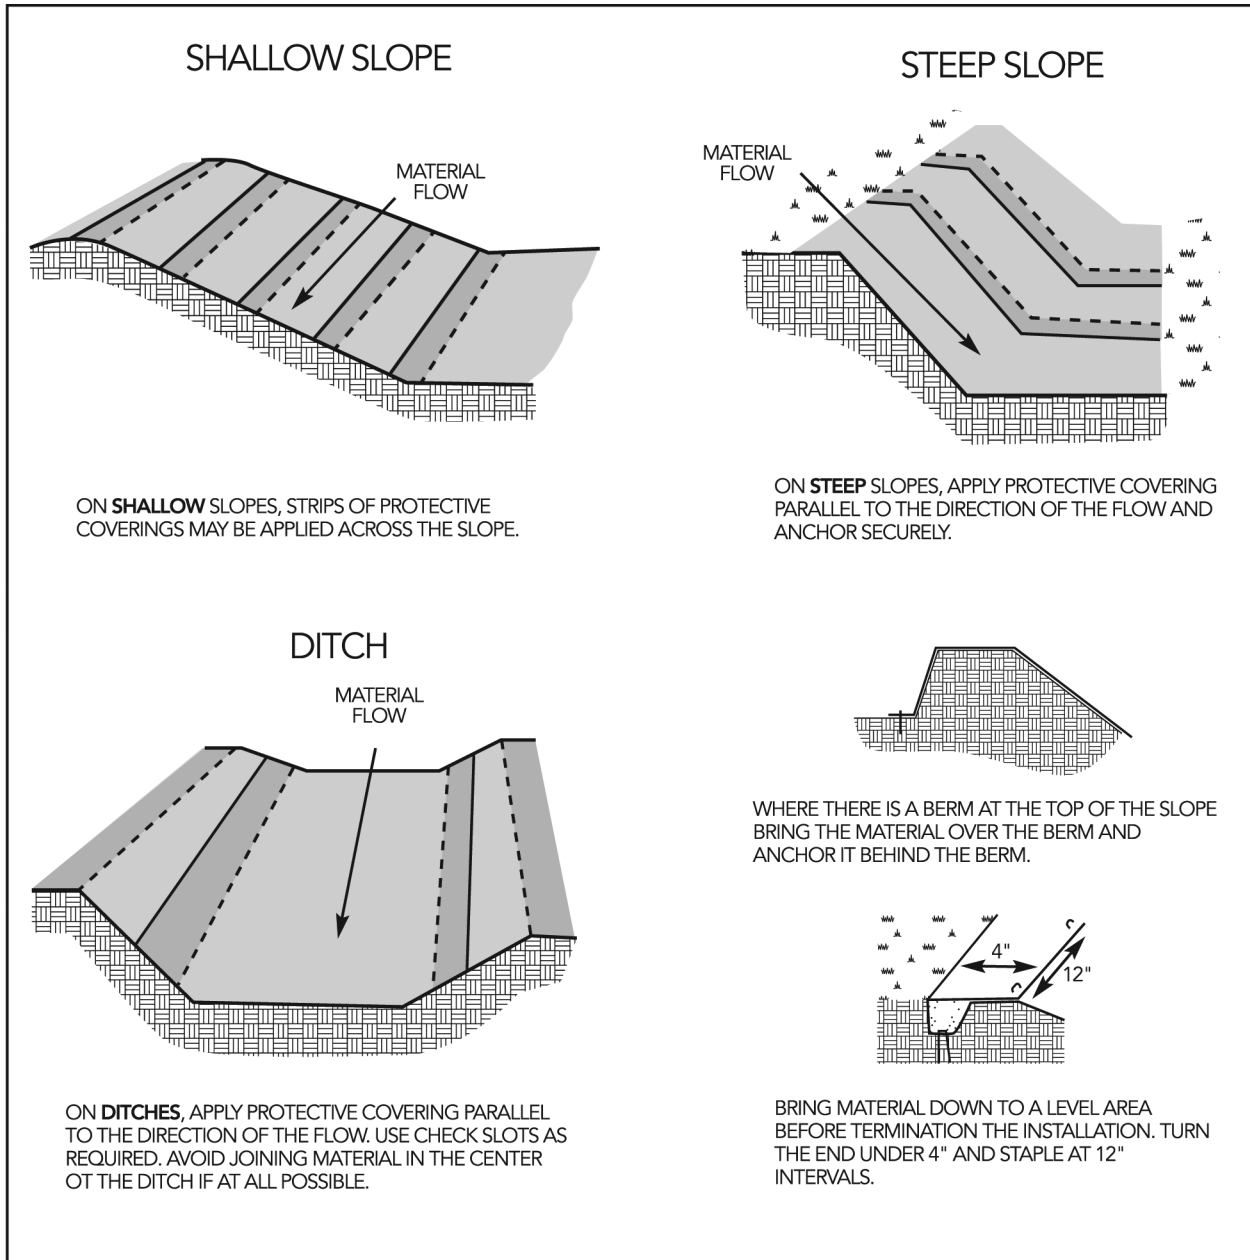 SHALLOW SLOPE
MATERIAL
FLOW
ON SHALLOW SLOPES, STRIPS OF PROTECTIVE
COVERINGS MAY BE APPLIED ACROSS THE SLOPE.
STEEP SLOPE
MATERIAL
FLOW
ON STEEP SLOPES, APPLY PROTECTIVE COVERING
PARALLEL TO THE DIRECTION OF THE FLOW AND
ANCHOR SECURELY.
DITCH
MATERIAL
FLOW
ON DITCHES, APPLY PROTECTIVE COVERING PARALLEL
TO THE DIRECTION OF THE FLOW. USE CHECK SLOTS AS
REQUIRED. AVOID JOINING MATERIAL IN THE CENTER
OT THE DITCH IF AT ALL POSSIBLE.
WHERE THERE IS A BERM AT THE TOP OF THE SLOPE
BRING THE MATERIAL OVER THE BERM AND
ANCHOR IT BEHIND THE BERM.
4"
12"
BRING MATERIAL DOWN TO A LEVEL AREA
BEFORE TERMINATION THE INSTALLATION. TURN
THE END UNDER 4" AND STAPLE AT 12"
INTERVALS.